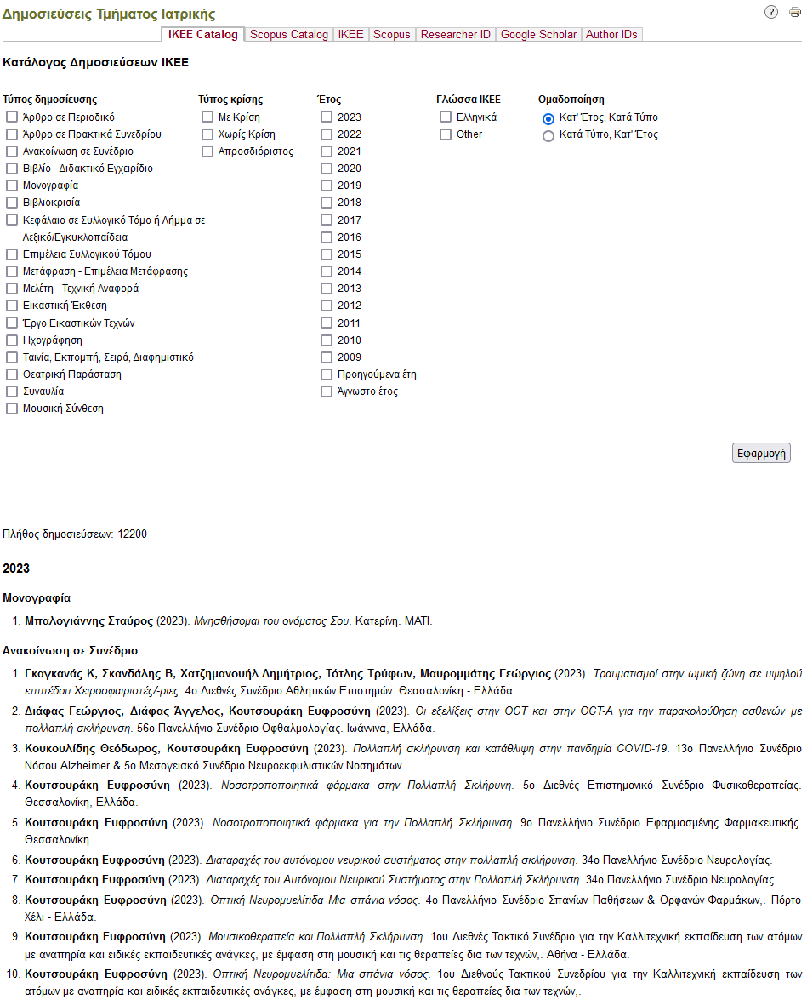 Δημοσιεύσεις Τμήματος Ιατρικής
?
IKEE Catalog
Scopus Catalog
IKEE
Scopus
Researcher ID
Google Scholar
Author IDs
Κατάλογος Δημοσιεύσεων ΙΚΕΕ
Τύπος δημοσίευσης
Άρθρο σε Περιοδικό
Άρθρο σε Πρακτικά Συνεδρίου
Ανακοίνωση σε Συνέδριο
Βιβλίο - Διδακτικό Εγχειρίδιο
Μονογραφία
Βιβλιοκρισία
Κεφάλαιο σε Συλλογικό Τόμο ή Λήμμα σε
Λεξικό/Εγκυκλοπαίδεια
Επιμέλεια Συλλογικού Τόμου
Μετάφραση - Επιμέλεια Μετάφρασης
Μελέτη - Τεχνική Αναφορά
Εικαστική Έκθεση
Έργο Εικαστικών Τεχνών
Ηχογράφηση
Ταινία, Εκπομπή, Σειρά, Διαφημιστικό
Θεατρική Παράσταση
Συναυλία
Μουσική Σύνθεση
Τύπος κρίσης
Με Κρίση
Χωρίς Κρίση
Απροσδιόριστος
Έτος
2023
2022
2021
2020
2019
2018
2017
2016
2015
2014
2013
2012
2011
2010
2009
Προηγούμενα έτη
Άγνωστο έτος
Γλώσσα ΙΚΕΕ
Ελληνικά
Other
Ομαδοποίηση
Κατ' Έτος, Κατά Τύπο
Κατά Τύπο, Κατ' Έτος
Εφαρμογή
Πλήθος δημοσιεύσεων: 12200
2023
Μονογραφία
1. Μπαλογιάννης Σταύρος (2023). Μνησθήσομαι του ονόματος Σου. Κατερίνη. ΜΑΤΙ.
Ανακοίνωση σε Συνέδριο
1. Γκαγκανάς Κ, Σκανδάλης Β, Χατζημανουήλ Δημήτριος, Τότλης Τρύφων, Μαυρομμάτης Γεώργιος (2023). Τραυματισμοί στην ωμική ζώνη σε υψηλού
επιπέδου Χειροσφαιριστές/-ριες. 4ο Διεθνές Συνέδριο Αθλητικών Επιστημών. Θεσσαλονίκη - Ελλάδα.
2. Διάφας Γεώργιος, Διάφας Άγγελος, Κουτσουράκη Ευφροσύνη (2023). Οι εξελίξεις στην OCT και στην OCT-A για την παρακολούθηση ασθενών με
πολλαπλή σκλήρυνση. 56ο Πανελλήνιο Συνέδριο Οφθαλμολογίας. Ιωάννινα, Ελλάδα.
3. Κουκουλίδης Θεόδωρος, Κουτσουράκη Ευφροσύνη (2023). Πολλαπλή σκλήρυνση και κατάθλιψη στην πανδημία COVID-19. 13ο Πανελλήνιο Συνέδριο
Νόσου Alzheimer & 5ο Μεσογειακό Συνέδριο Νευροεκφυλιστικών Νοσημάτων.
4. Κουτσουράκη Ευφροσύνη (2023). Νοσοτροποποιητικά φάρμακα στην Πολλαπλή Σκλήρυνη. 5ο Διεθνές Επιστημονικό Συνέδριο Φυσικοθεραπείας.
Θεσσαλονίκη, Ελλάδα.
5. Κουτσουράκη Ευφροσύνη (2023). Νοσοτροποποιητικά φάρμακα για την Πολλαπλή Σκλήρυνση. 9ο Πανελλήνιο Συνέδριο Εφαρμοσμένης Φαρμακευτικής.
Θεσσαλονίκη.
6. Κουτσουράκη Ευφροσύνη (2023). Διαταραχές του αυτόνομου νευρικού συστήματος στην πολλαπλή σκλήρυνση. 34ο Πανελλήνιο Συνέδριο Νευρολογίας.
7. Κουτσουράκη Ευφροσύνη (2023). Διαταραχές του Αυτόνομου Νευρικού Συστήματος στην Πολλαπλή Σκλήρυνση. 34ο Πανελλήνιο Συνέδριο Νευρολογίας.
8. Κουτσουράκη Ευφροσύνη (2023). Οπτική Νευρομυελίτιδα Μια σπάνια νόσος. 4ο Πανελλήνιο Συνέδριο Σπανίων Παθήσεων & Ορφανών Φαρμάκων,. Πόρτο
Χέλι - Ελλάδα.
9. Κουτσουράκη Ευφροσύνη (2023). Μουσικοθεραπεία και Πολλαπλή Σκλήρυνση. 1ου Διεθνές Τακτικό Συνέδριο για την Καλλιτεχνική εκπαίδευση των ατόμων
με αναπηρία και ειδικές εκπαιδευτικές ανάγκες, με έμφαση στη μουσική και τις θεραπείες δια των τεχνών,. Αθήνα - Ελλάδα.
10. Κουτσουράκη Ευφροσύνη (2023). Οπτική Νευρομυελίτιδα: Μια σπάνια νόσος. 1ου Διεθνούς Τακτικού Συνεδρίου για την Καλλιτεχνική εκπαίδευση των
ατόμων με αναπηρία και ειδικές εκπαιδευτικές ανάγκες, με έμφαση στη μουσική και τις θεραπείες δια των τεχνών,.